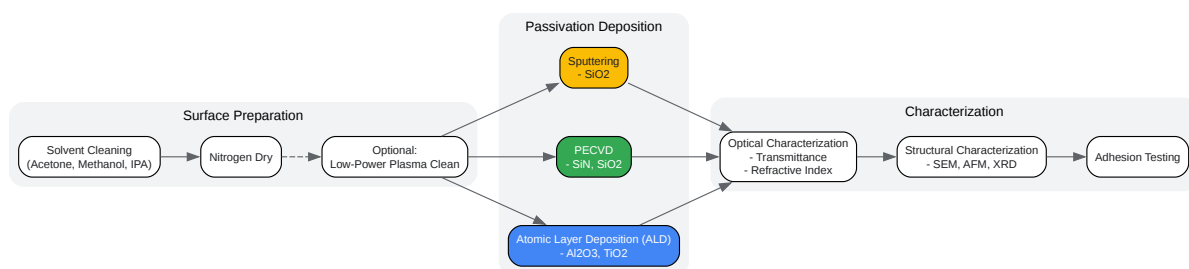 Passivation Deposition
Sputtering
- SiO2
Surface Preparation
Characterization
Solvent Cleaning
(Acetone, Methanol, IPA)
Nitrogen Dry
Optional:
Low-Power Plasma Clean
PECVD
- SiN, SiO2
Optical Characterization
- Transmittance
- Refractive Index
Structural Characterization
- SEM, AFM, XRD
Adhesion Testing
Atomic Layer Deposition (ALD)
- Al2O3, TiO2